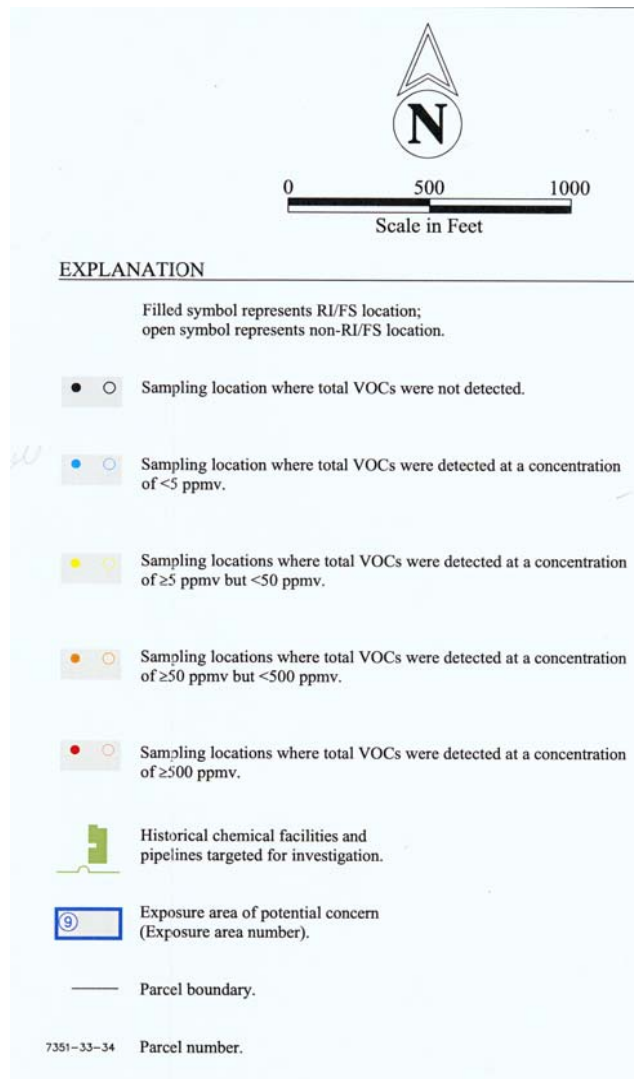 N
0 500 1000
Scale in Feet
EXPLANATION
Filled symbol represents RI/FS location;
open symbol represents non-RI/FS location.
Sampling location where total VOCs were not detected.
Sampling location where total VOCs were detected at a concentration
of <5 ppmv.
Sampling locations where total VOCs were detected at a concentration
of ≥5 ppmv but <50 ppmv.
Sampling locations where total VOCs were detected at a concentration
of ≥50 ppmv but <500 ppmv.
Sampling locations where total VOCs were detected at a concentration
of ≥500 ppmv.
Historical chemical facilities and
pipelines targeted for investigation.
9
Exposure area of potential concern
(Exposure area number).
Parcel boundary.
7351-33-34 Parcel number.